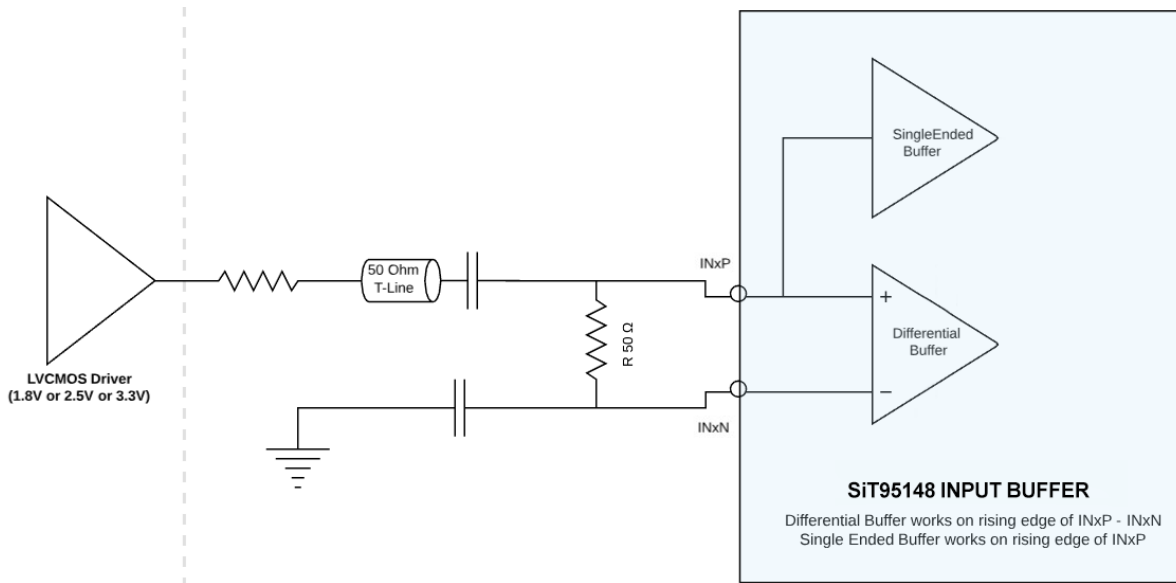 SingleEnded
Buffer
50 Ohm
T-Line
INxP
+
Differential
Buffer
R 50 Ω
LVCMOS Driver
(1.8V or 2.5V or 3.3V)
−
INxN
SiT95148 INPUT BUFFER
Differential Buffer works on rising edge of INxP - INxN
Single Ended Buffer works on rising edge of INxP